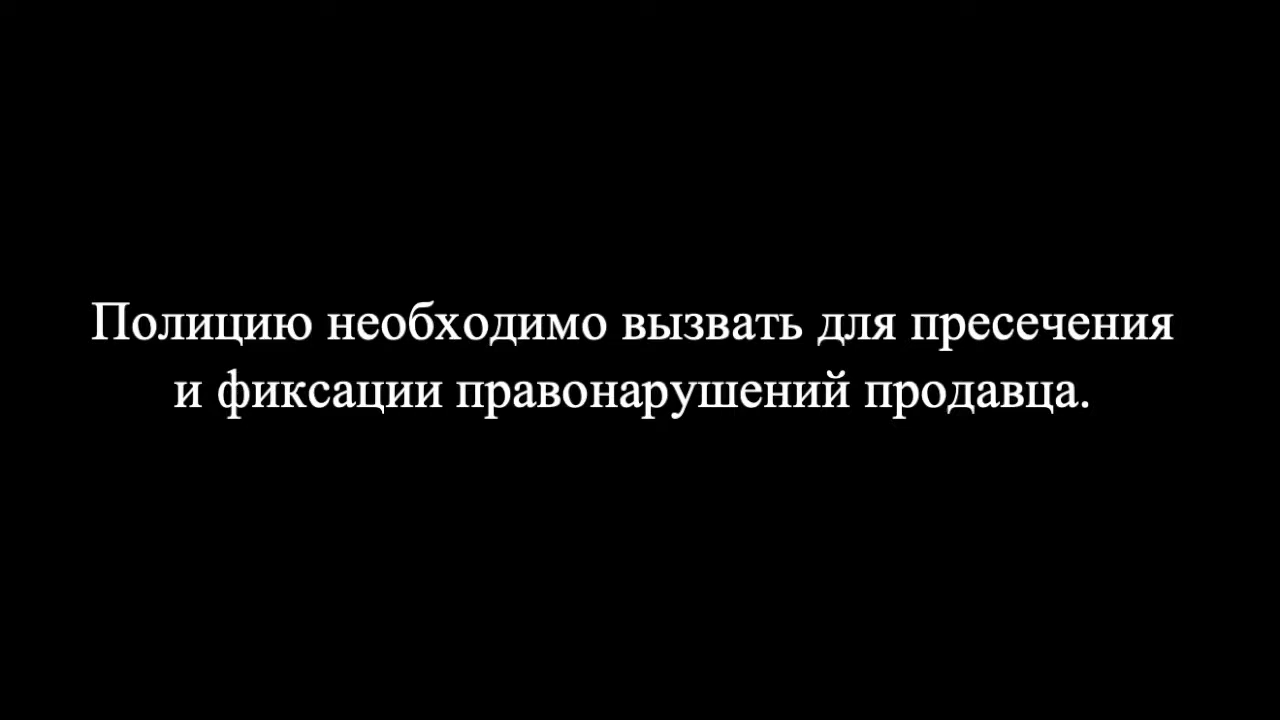 Полицию необходимо вызвать для пресечения
и фиксации правонарушений продавца.